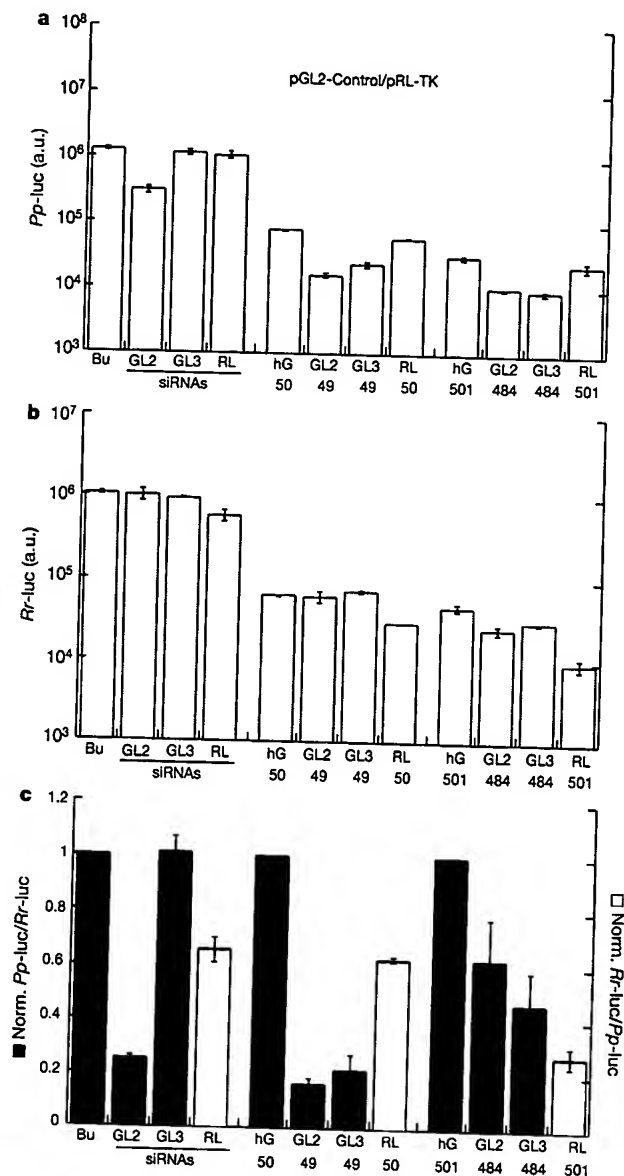 a
10⁸
10⁷
10⁶
10⁵
10⁴
10³
Pp-luc (a.u.)
pGL2-Control/pRL-TK
Bu GL2 GL3 RL hG GL2 GL3 RL hG GL2 GL3 RL
siRNAs 50 49 49 50 501 484 484 501
b
10⁷
10⁶
10⁵
10⁴
10³
Rr-luc (a.u.)
Bu GL2 GL3 RL hG GL2 GL3 RL hG GL2 GL3 RL
siRNAs 50 49 49 50 501 484 484 501
c
1.2
1
0.8
0.6
0.4
0.2
0
Norm. Pp-luc/Rr-luc
Norm. Rr-luc/Pp-luc
Bu GL2 GL3 RL hG GL2 GL3 RL hG GL2 GL3 RL
siRNAs 50 49 49 50 501 484 484 501